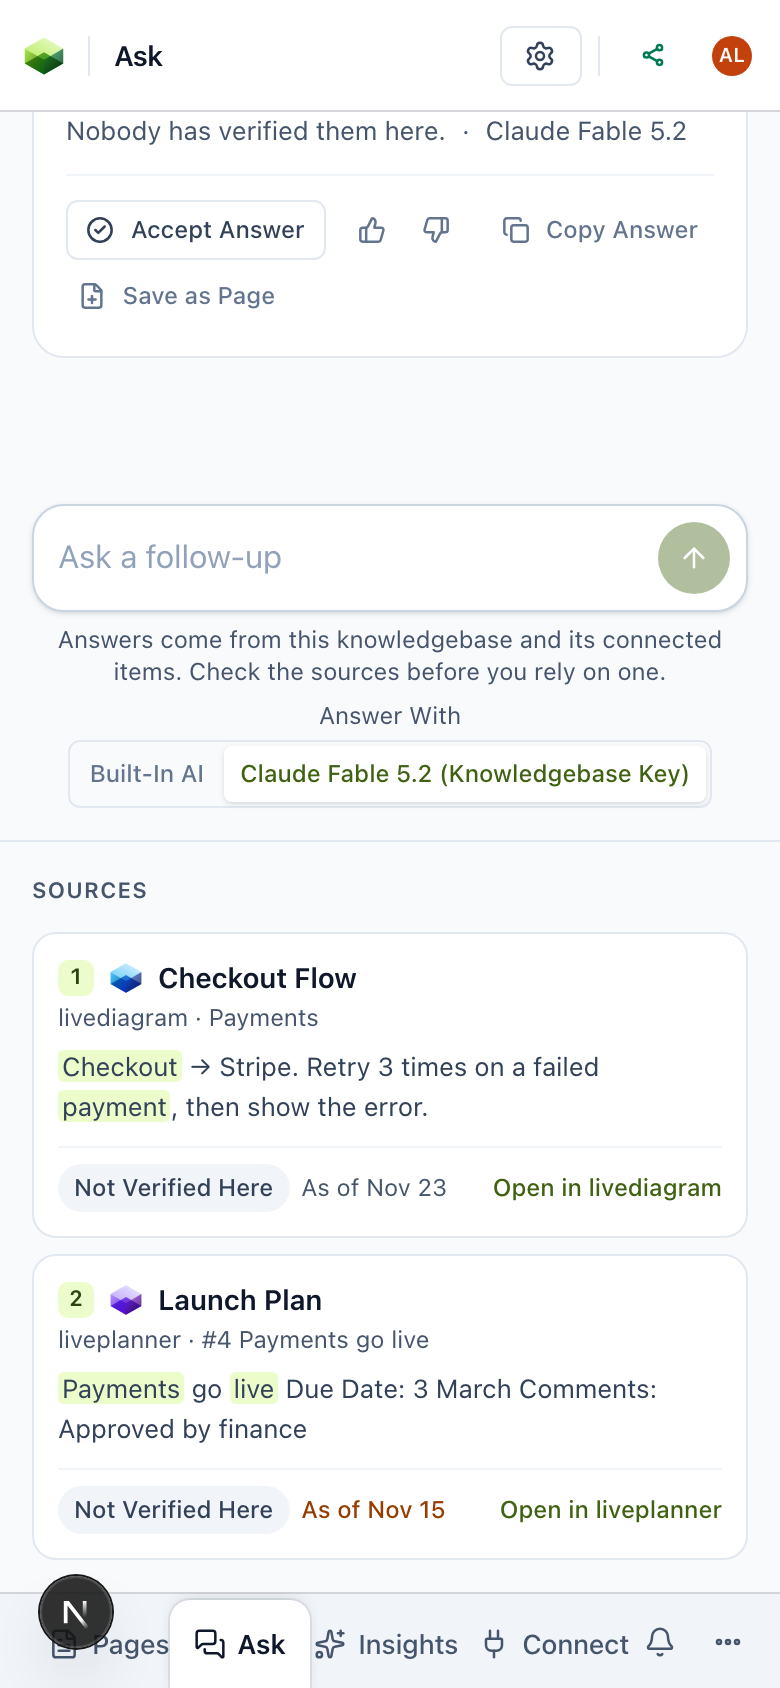 Ask
AL
Nobody has verified them here. · Claude Fable 5.2
Accept Answer
Copy Answer
Save as Page
Ask a follow-up
Answers come from this knowledgebase and its connected
items. Check the sources before you rely on one.
Answer With
Built-In AI
Claude Fable 5.2 (Knowledgebase Key)
SOURCES
1 Checkout Flow
livediagram · Payments
Checkout → Stripe. Retry 3 times on a failed
payment, then show the error.
Not Verified Here As of Nov 23 Open in livediagram
2 Launch Plan
liveplanner · #4 Payments go live
Payments go live Due Date: 3 March Comments:
Approved by finance
Not Verified Here As of Nov 15 Open in liveplanner
N
Pages Ask Insights Connect